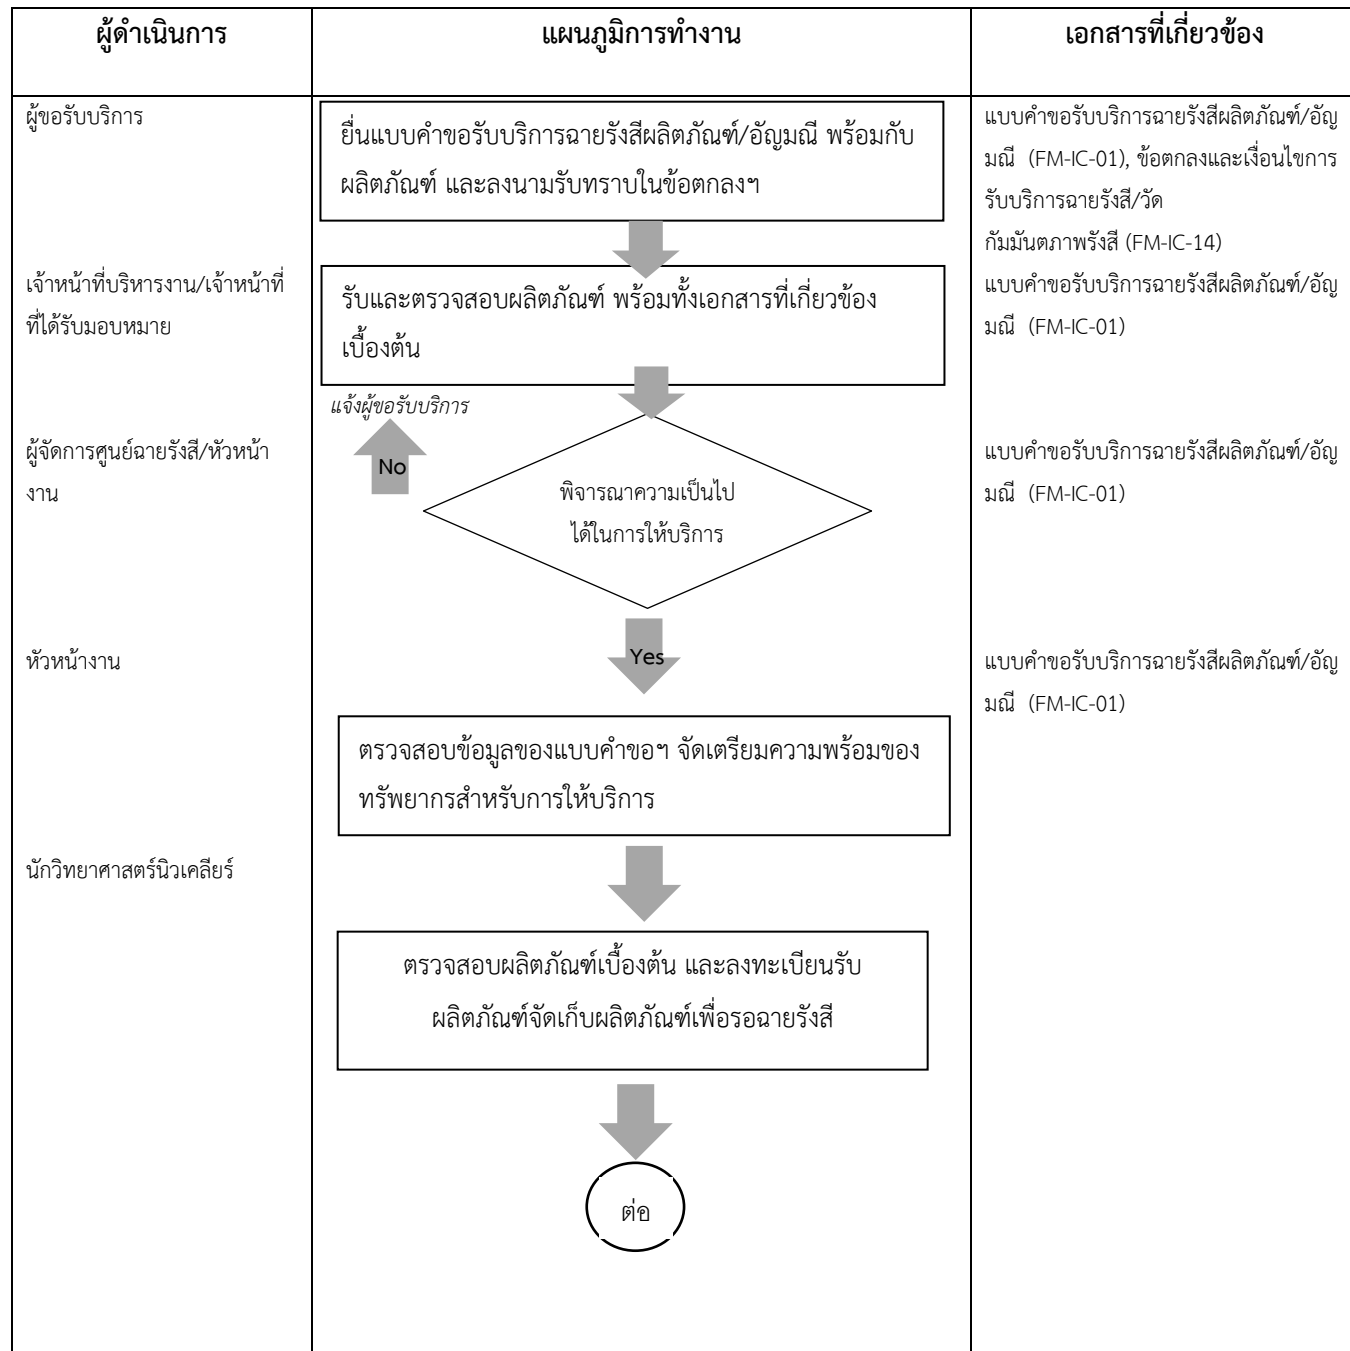 ผู้ดำเนินการ
แผนภูมิการทำงาน
เอกสารที่เกี่ยวข้อง
ผู้ขอรับบริการ
ยื่นแบบคำขอรับบริการฉายรังสีผลิตภัณฑ์/อัญมณี พร้อมกับ
ผลิตภัณฑ์ และลงนามรับทราบในข้อตกลงฯ
แบบคำขอรับบริการฉายรังสีผลิตภัณฑ์/อัญ
มณี (FM-IC-01), ข้อตกลงและเงื่อนไขการ
รับบริการฉายรังสี/วัด
กัมมันตภาพรังสี (FM-IC-14)
เจ้าหน้าที่บริหารงาน/เจ้าหน้าที่
ที่ได้รับมอบหมาย
รับและตรวจสอบผลิตภัณฑ์ พร้อมทั้งเอกสารที่เกี่ยวข้อง
เบื้องต้น
แบบคำขอรับบริการฉายรังสีผลิตภัณฑ์/อัญ
มณี (FM-IC-01)
แจ้งผู้ขอรับบริการ
No
ผู้จัดการศูนย์ฉายรังสี/หัวหน้า
งาน
พิจารณาความเป็นไป
ได้ในการให้บริการ
แบบคำขอรับบริการฉายรังสีผลิตภัณฑ์/อัญ
มณี (FM-IC-01)
Yes
หัวหน้างาน
ตรวจสอบข้อมูลของแบบคำขอฯ จัดเตรียมความพร้อมของ
ทรัพยากรสำหรับการให้บริการ
แบบคำขอรับบริการฉายรังสีผลิตภัณฑ์/อัญ
มณี (FM-IC-01)
นักวิทยาศาสตร์นิวเคลียร์
ตรวจสอบผลิตภัณฑ์เบื้องต้น และลงทะเบียนรับ
ผลิตภัณฑ์จัดเก็บผลิตภัณฑ์เพื่อรอฉายรังสี
ต่อ